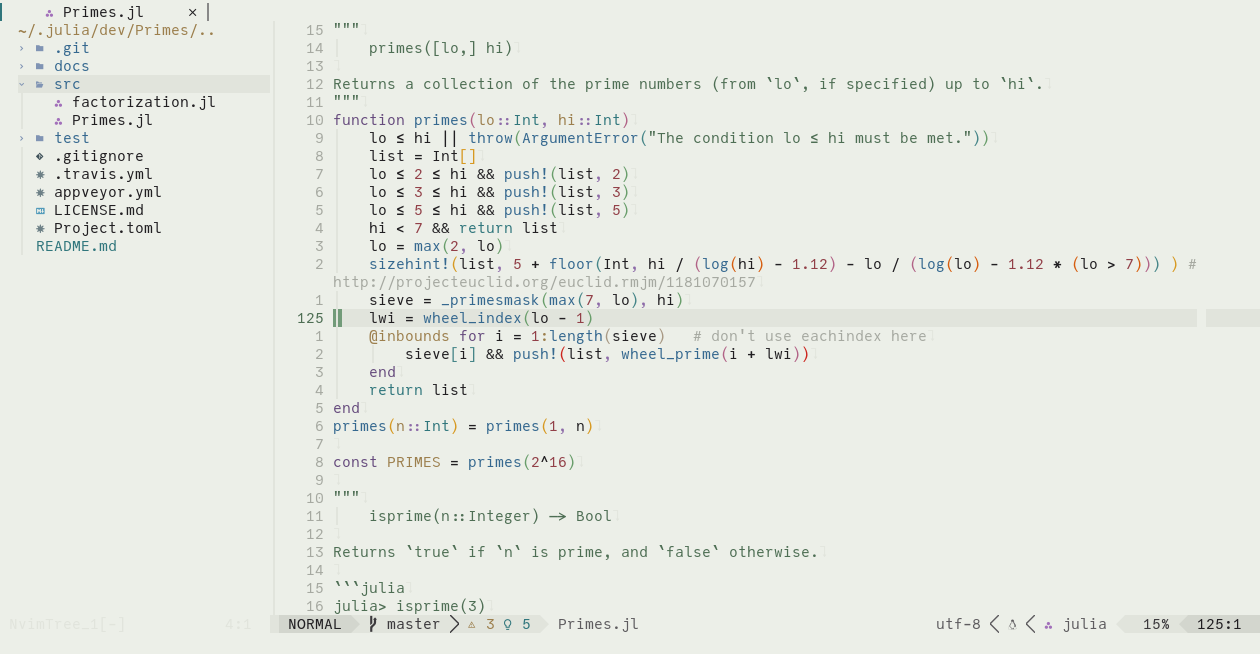 Primes.jl ×
~/.julia/dev/Primes/..
.git
docs
src
factorization.jl
Primes.jl
test
.gitignore
.travis.yml
appveyor.yml
LICENSE.md
Project.toml
README.md
15 """
14     primes([lo,] hi)
13
12 Returns a collection of the prime numbers (from `lo`, if specified) up to `hi`.
11 """
10 function primes(lo::Int, hi::Int)
9     lo ≤ hi || throw(ArgumentError("The condition lo ≤ hi must be met."))
8     list = Int[]
7     lo ≤ 2 ≤ hi && push!(list, 2)
6     lo ≤ 3 ≤ hi && push!(list, 3)
5     lo ≤ 5 ≤ hi && push!(list, 5)
4     hi < 7 && return list
3     lo = max(2, lo)
2     sizehint!(list, 5 + floor(Int, hi / (log(hi) - 1.12) - lo / (log(lo) - 1.12 * (lo > 7))) ) #
http://projecteuclid.org/euclid.rmjm/1181070157
1     sieve = _primesmask(max(7, lo), hi)
125     lwi = wheel_index(lo - 1)
1     @inbounds for i = 1:length(sieve)   # don't use eachindex here
2         sieve[i] && push!(list, wheel_prime(i + lwi))
3     end
4     return list
5 end
6 primes(n::Int) = primes(1, n)
7
8 const PRIMES = primes(2^16)
9
10 """
11     isprime(n::Integer) -> Bool
12
13 Returns `true` if `n` is prime, and `false` otherwise.
14
15 ```julia
16 julia> isprime(3)
NvimTree_1[-] 4:1 NORMAL master 3 5 Primes.jl utf-8 julia 15% 125:1